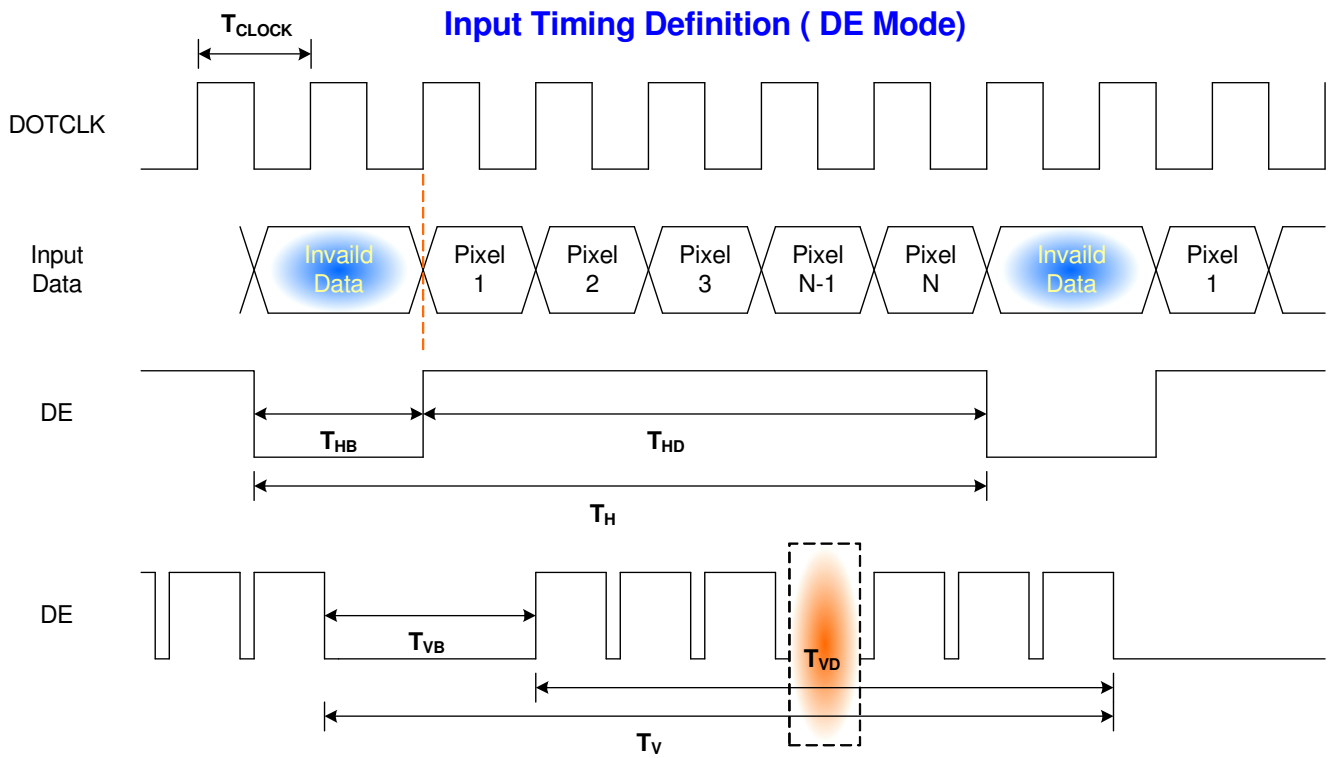 Input Timing Definition ( DE Mode)
TCLOCK
DOTCLK
Input
Data
Invaild
Data
Pixel
1
Pixel
2
Pixel
3
Pixel
N-1
Pixel
N
Invaild
Data
Pixel
1
DE
THB
THD
TH
DE
TVB
TVD
TV